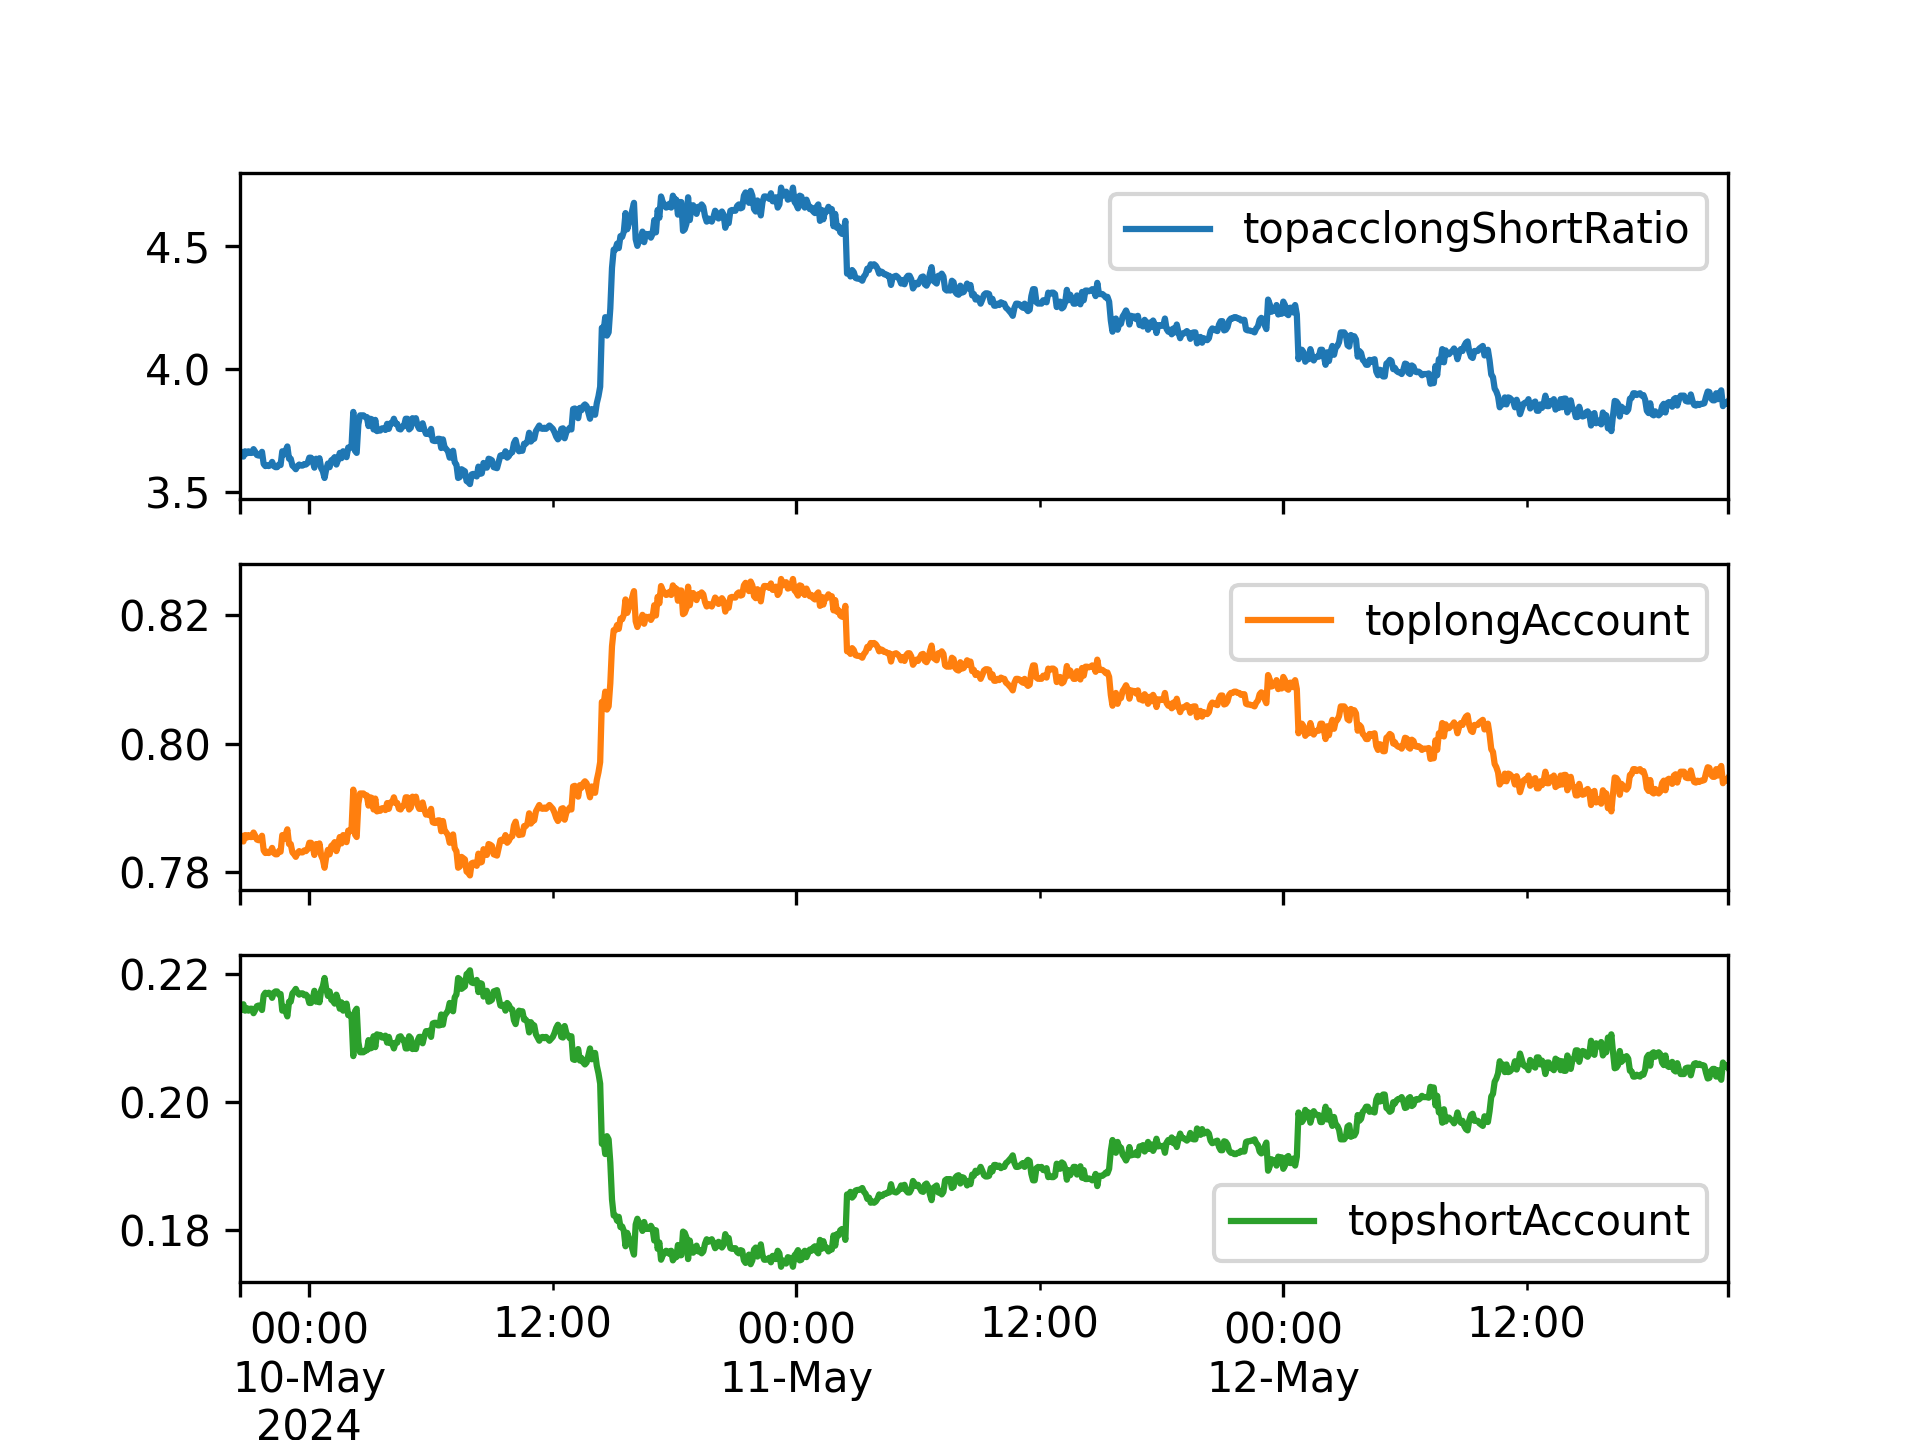 topacclongShortRatio
4.5
4.0
3.5
toplongAccount
0.82
0.80
0.78
0.22
0.20
0.18
topshortAccount
00:00 12:00 00:00 12:00 00:00 12:00
10-May 11-May 12-May
2024